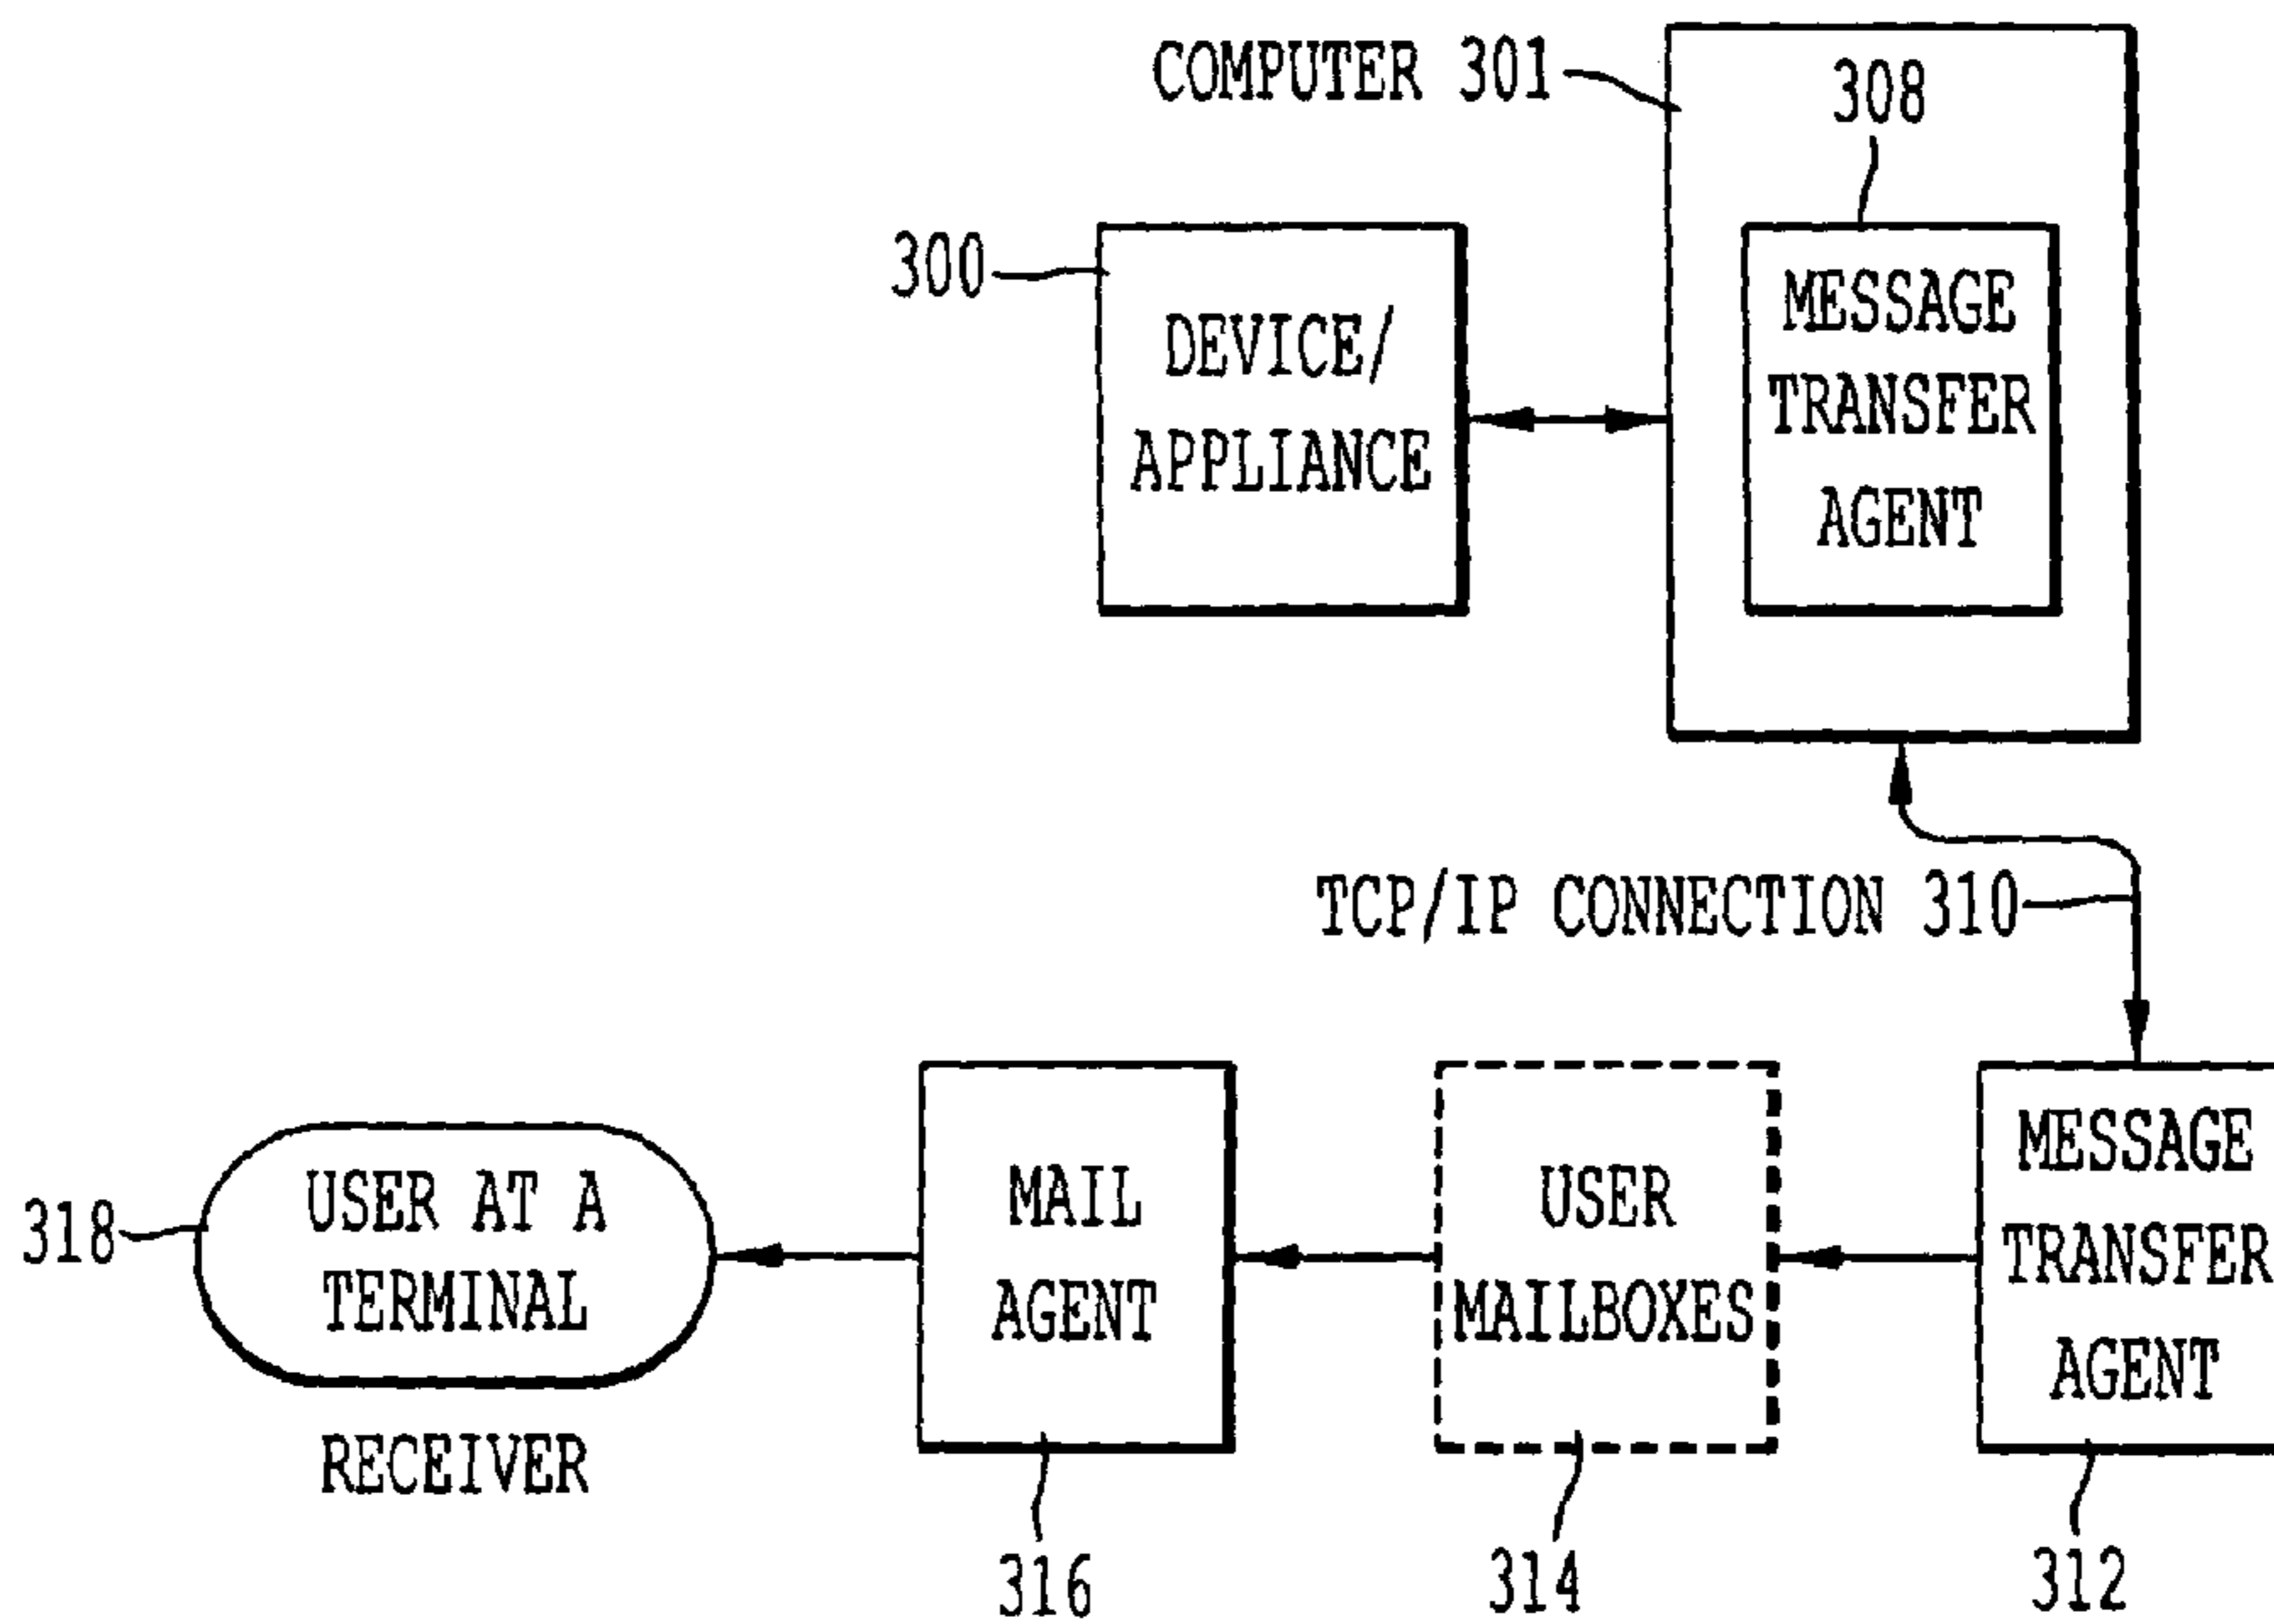 COMPUTER 301
308
300
DEVICE/
APPLIANCE
MESSAGE
TRANSFER
AGENT
TCP/IP CONNECTION 310
318
USER AT A
TERMINAL
RECEIVER
MAIL
AGENT
316
USER
MAILBOXES
314
MESSAGE
TRANSFER
AGENT
312